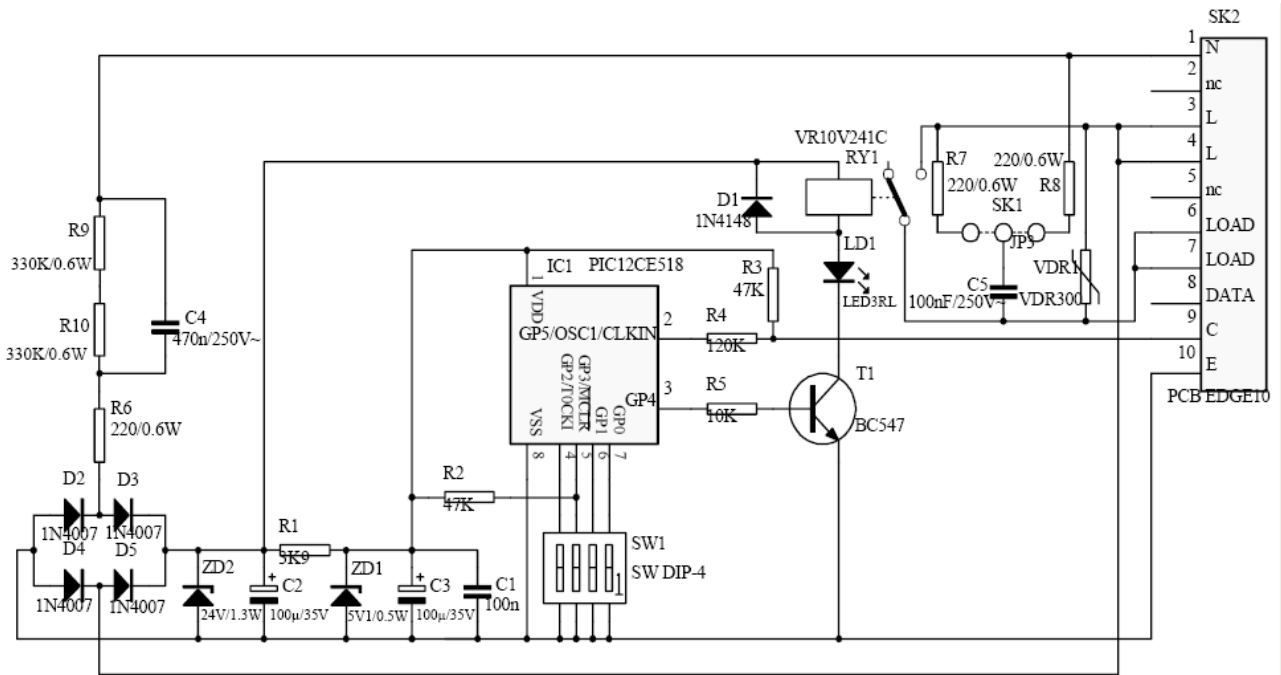 SK2
1
N
2
nc
3
L
4
L
5
nc
6
LOAD
7
LOAD
8
DATA
9
C
10
E
PCB EDGE10
VR10V241C
RY1
R7
220/0.6W
220/0.6W
R8
SK1
JP3
D1
1N4148
LD1
LED3RL
C5
100nF/250V~
VDR1
VDR300
R9
330K/0.6W
R10
330K/0.6W
C4
470n/250V~
R6
220/0.6W
IC1
PIC12CE518
1
VDD
GP5/OSC1/CLKIN
2
GP4
3
GP2/T0CKI
GP3/MCLR
GP1
GP0
VSS
8
4
5
6
7
R3
47K
R4
120K
R5
10K
T1
BC547
R2
47K
D2
1N4007
D3
1N4007
D4
1N4007
D5
1N4007
R1
3K9
ZD2
24V/1.3W
+
C2
100µ/35V
ZD1
5V1/0.5W
+
C3
100µ/35V
C1
100n
SW1
SW DIP-4
1